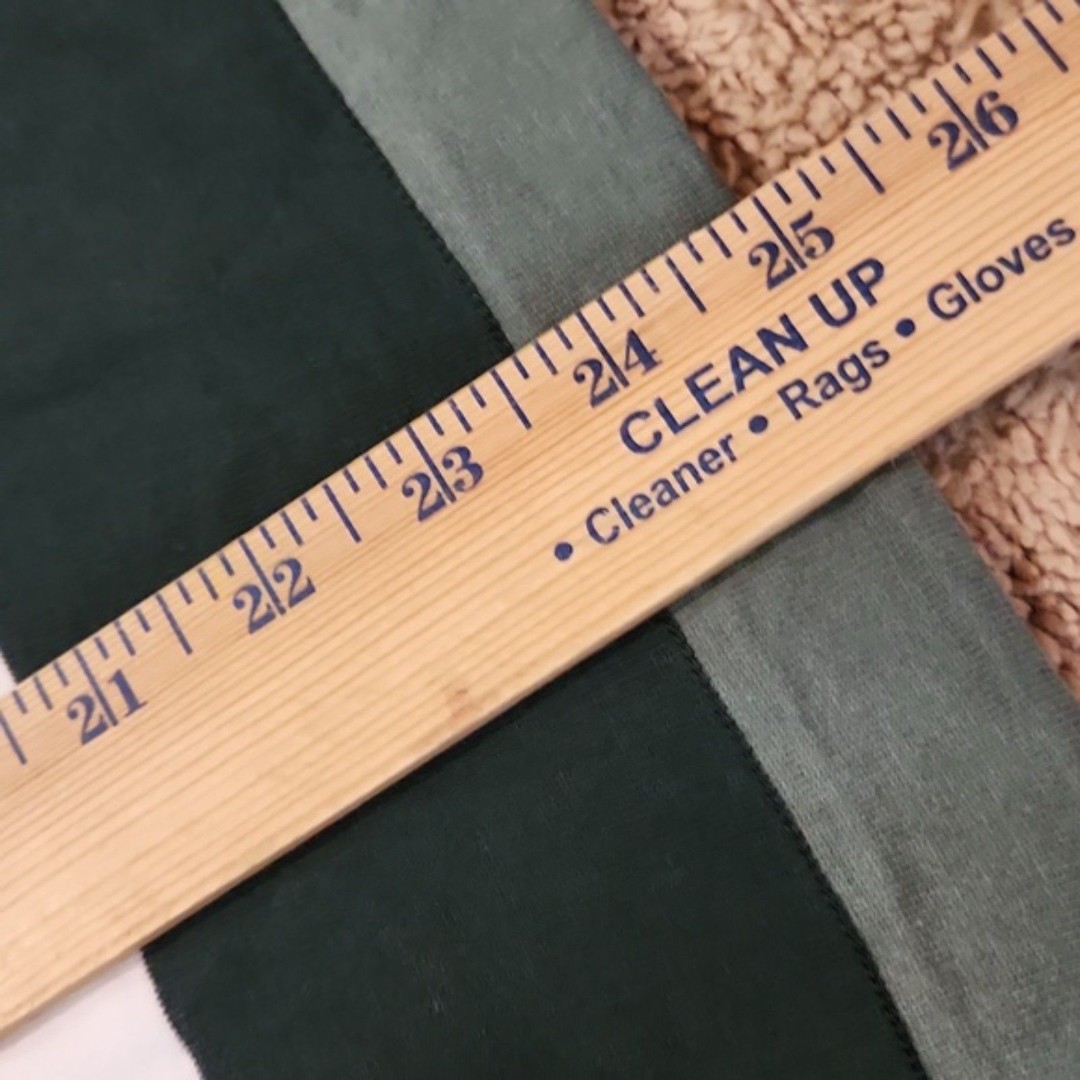 21 22 23 24 25 26
CLEAN UP
• Cleaner • Rags • Gloves